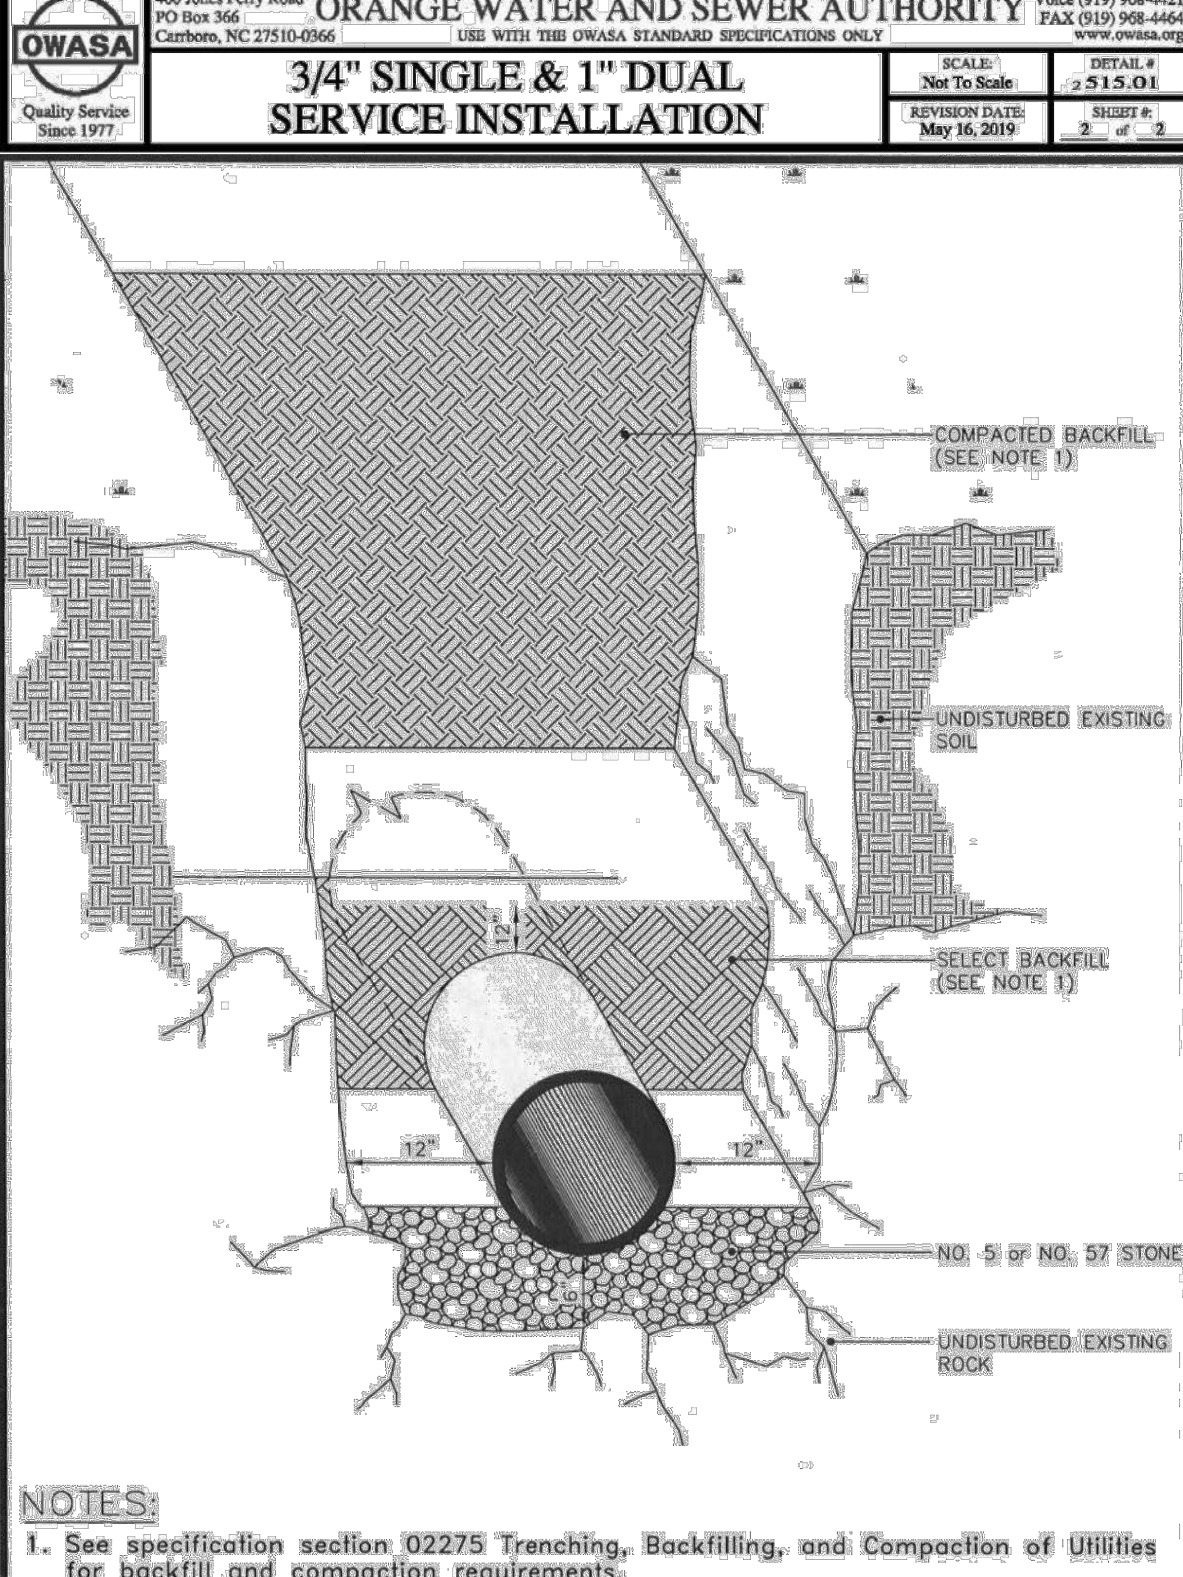 400 Jones Ferry Road
PO Box 366
Carrboro, NC 27510-0366
ORANGE WATER AND SEWER AUTHORITY
USE WITH THE OWASA STANDARD SPECIFICATIONS ONLY
FAX (919) 968-4464
www.owasa.org
OWASA
Quality Service
Since 1977
3/4" SINGLE & 1" DUAL
SERVICE INSTALLATION
SCALE:
Not To Scale
DETAIL #
515.01
REVISION DATE:
May 16, 2019
SHEET #:
2 of 2
COMPACTED BACKFILL
(SEE NOTE 1)
UNDISTURBED EXISTING
SOIL
12"
SELECT BACKFILL
(SEE NOTE 1)
12"
12"
NO. 5 or NO. 57 STONE
6"
UNDISTURBED EXISTING
ROCK
NOTES:
1. See specification section 02275 Trenching, Backfilling, and Compaction of Utilities
for backfill and compaction requirements.